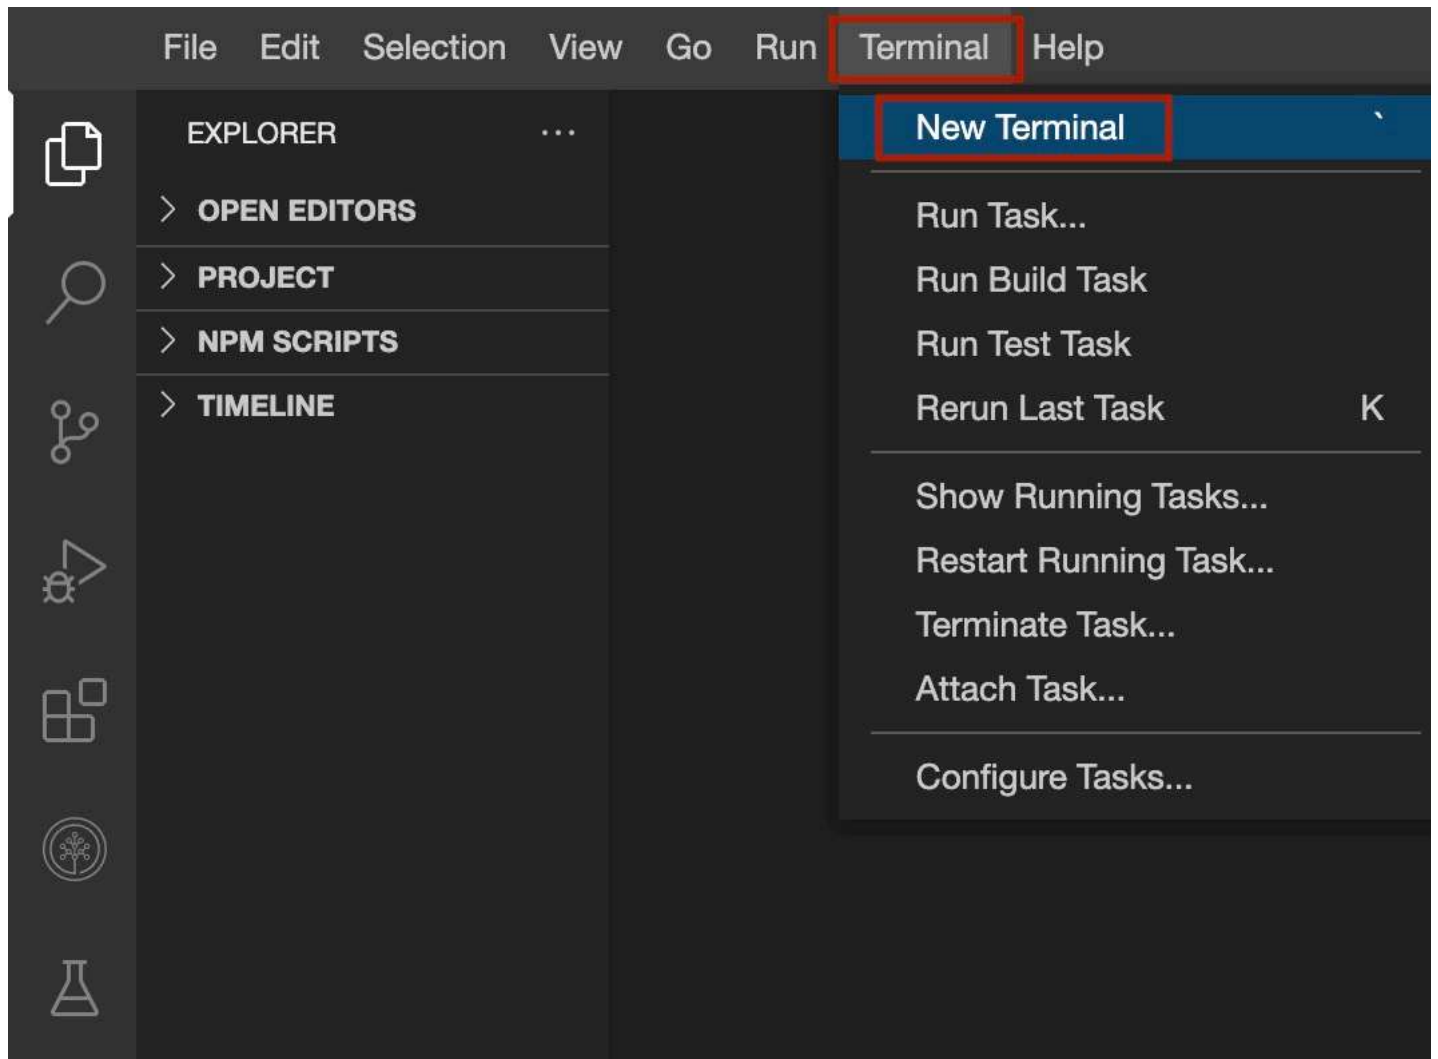 File Edit Selection View Go Run Terminal Help
EXPLORER ...
OPEN EDITORS
PROJECT
NPM SCRIPTS
TIMELINE
New Terminal `
Run Task...
Run Build Task
Run Test Task
Rerun Last Task K
Show Running Tasks...
Restart Running Task...
Terminate Task...
Attach Task...
Configure Tasks...